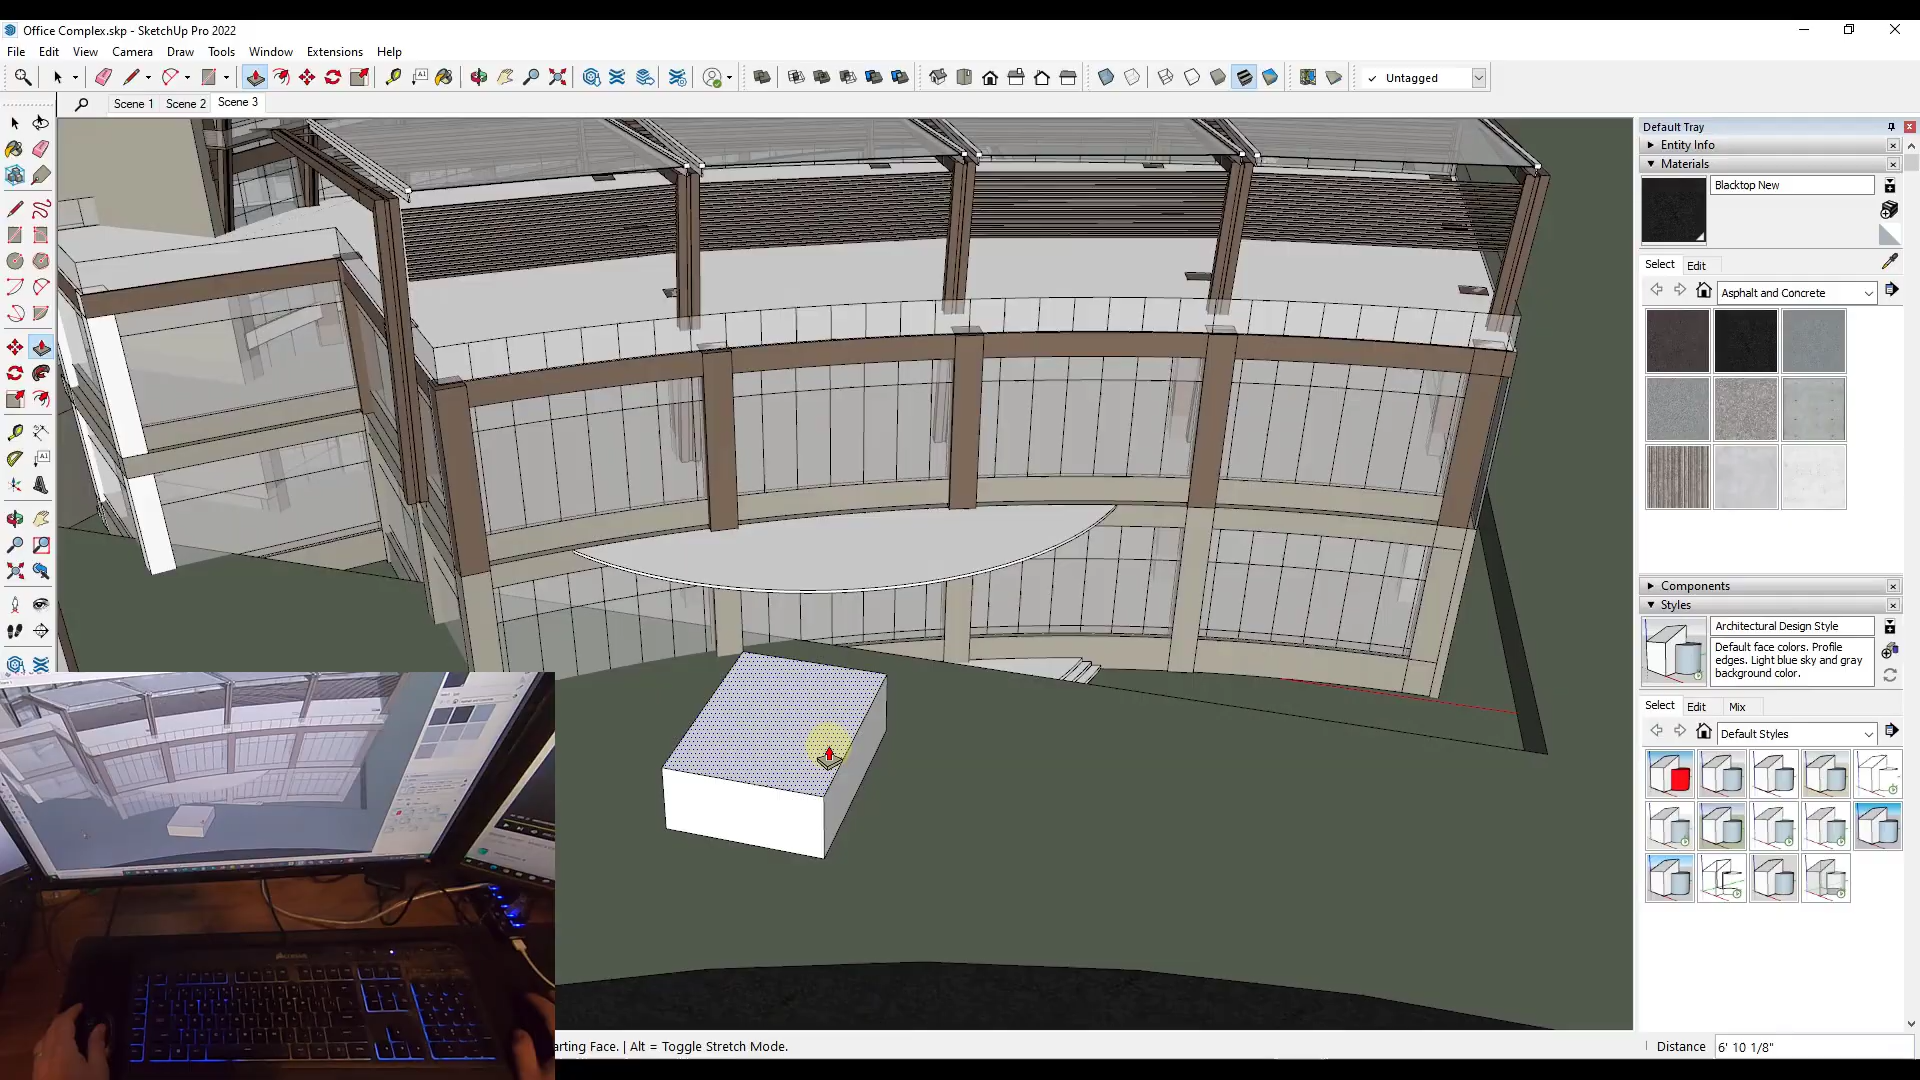 Office Complex.skp - SketchUp Pro 2022
File Edit View Camera Draw Tools Window Extensions Help
A1
Untagged
Scene 1 Scene 2 Scene 3
Default Tray
Entity Info
Materials
Blacktop New
Select Edit
Asphalt and Concrete
A1
Components
Styles
Architectural Design Style
Default face colors. Profile
edges. Light blue sky and gray
background color.
Select Edit Mix
Default Styles
arting Face. | Alt = Toggle Stretch Mode.
Distance 6' 10 1/8"